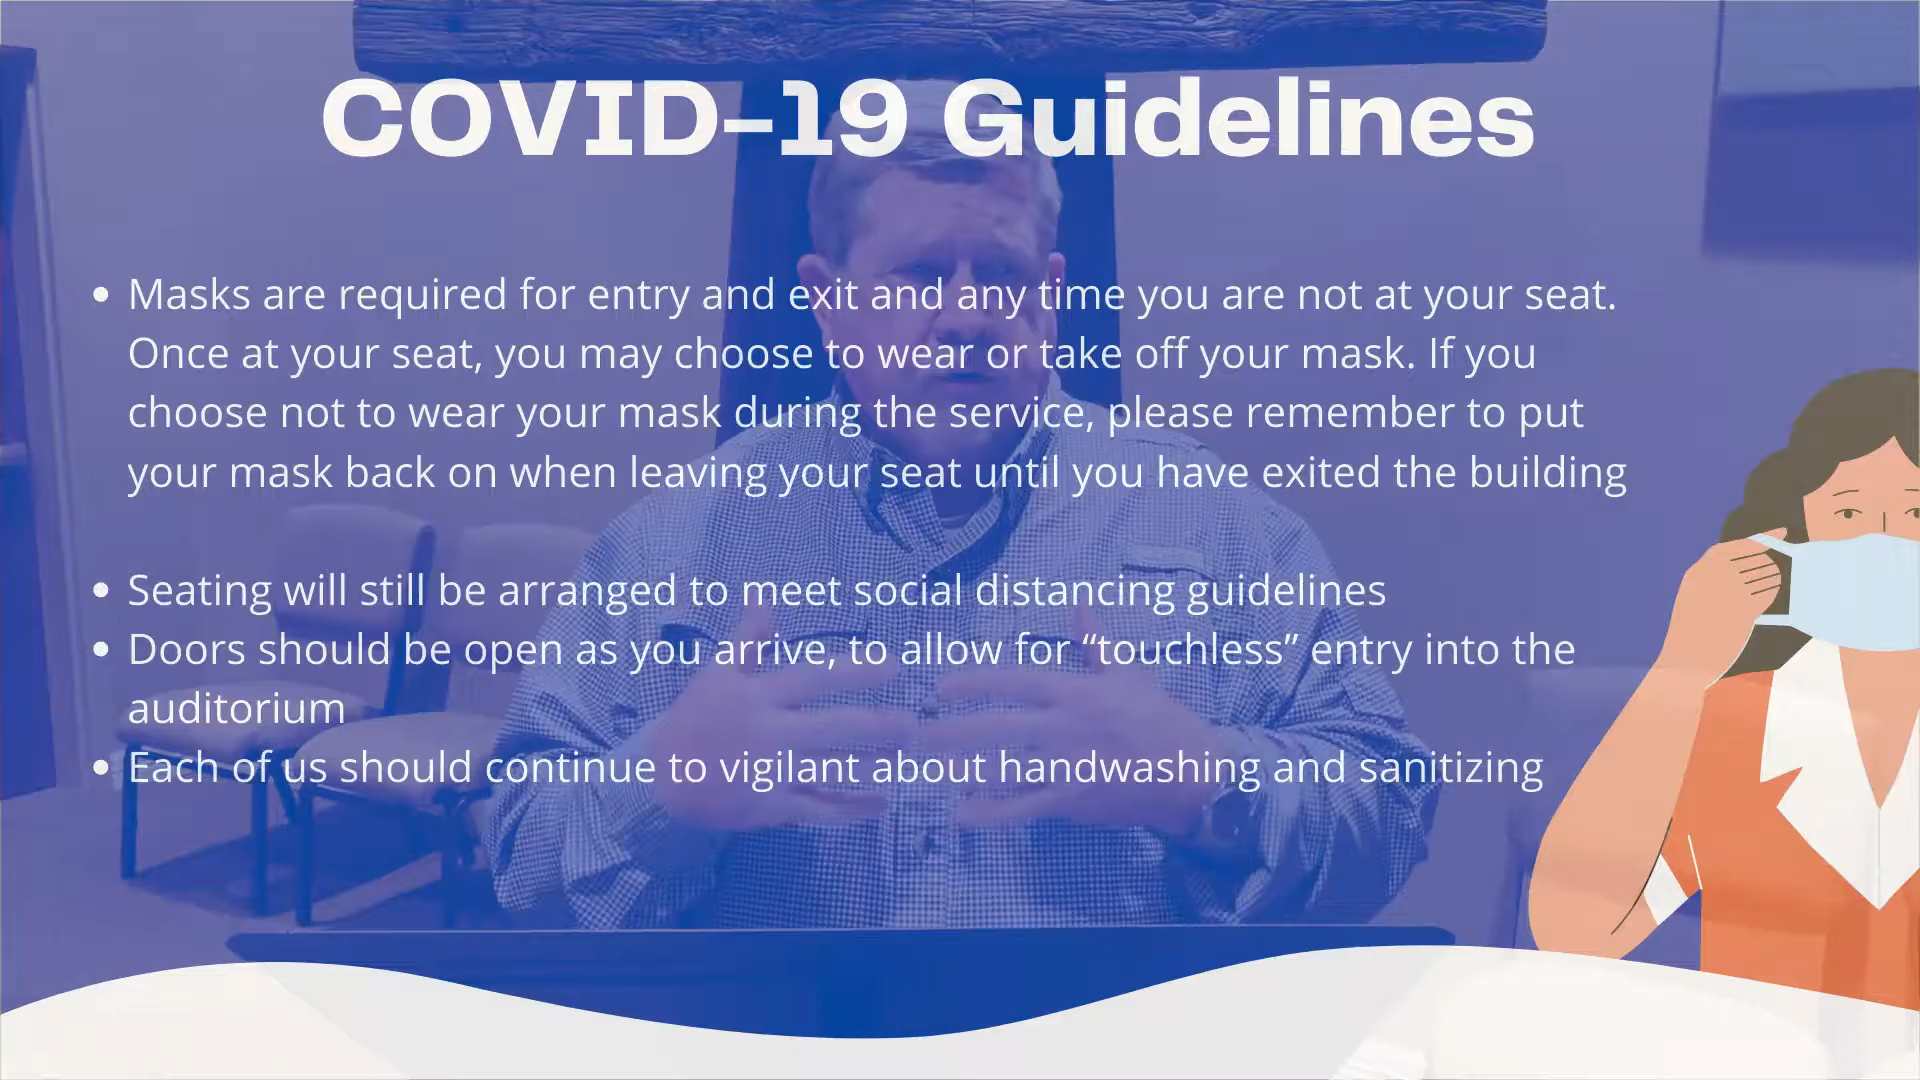 COVID-19 Guidelines
• Masks are required for entry and exit and any time you are not at your seat.
Once at your seat, you may choose to wear or take off your mask. If you
choose not to wear your mask during the service, please remember to put
your mask back on when leaving your seat until you have exited the building
• Seating will still be arranged to meet social distancing guidelines
• Doors should be open as you arrive, to allow for “touchless” entry into the
auditorium
• Each of us should continue to vigilant about handwashing and sanitizing